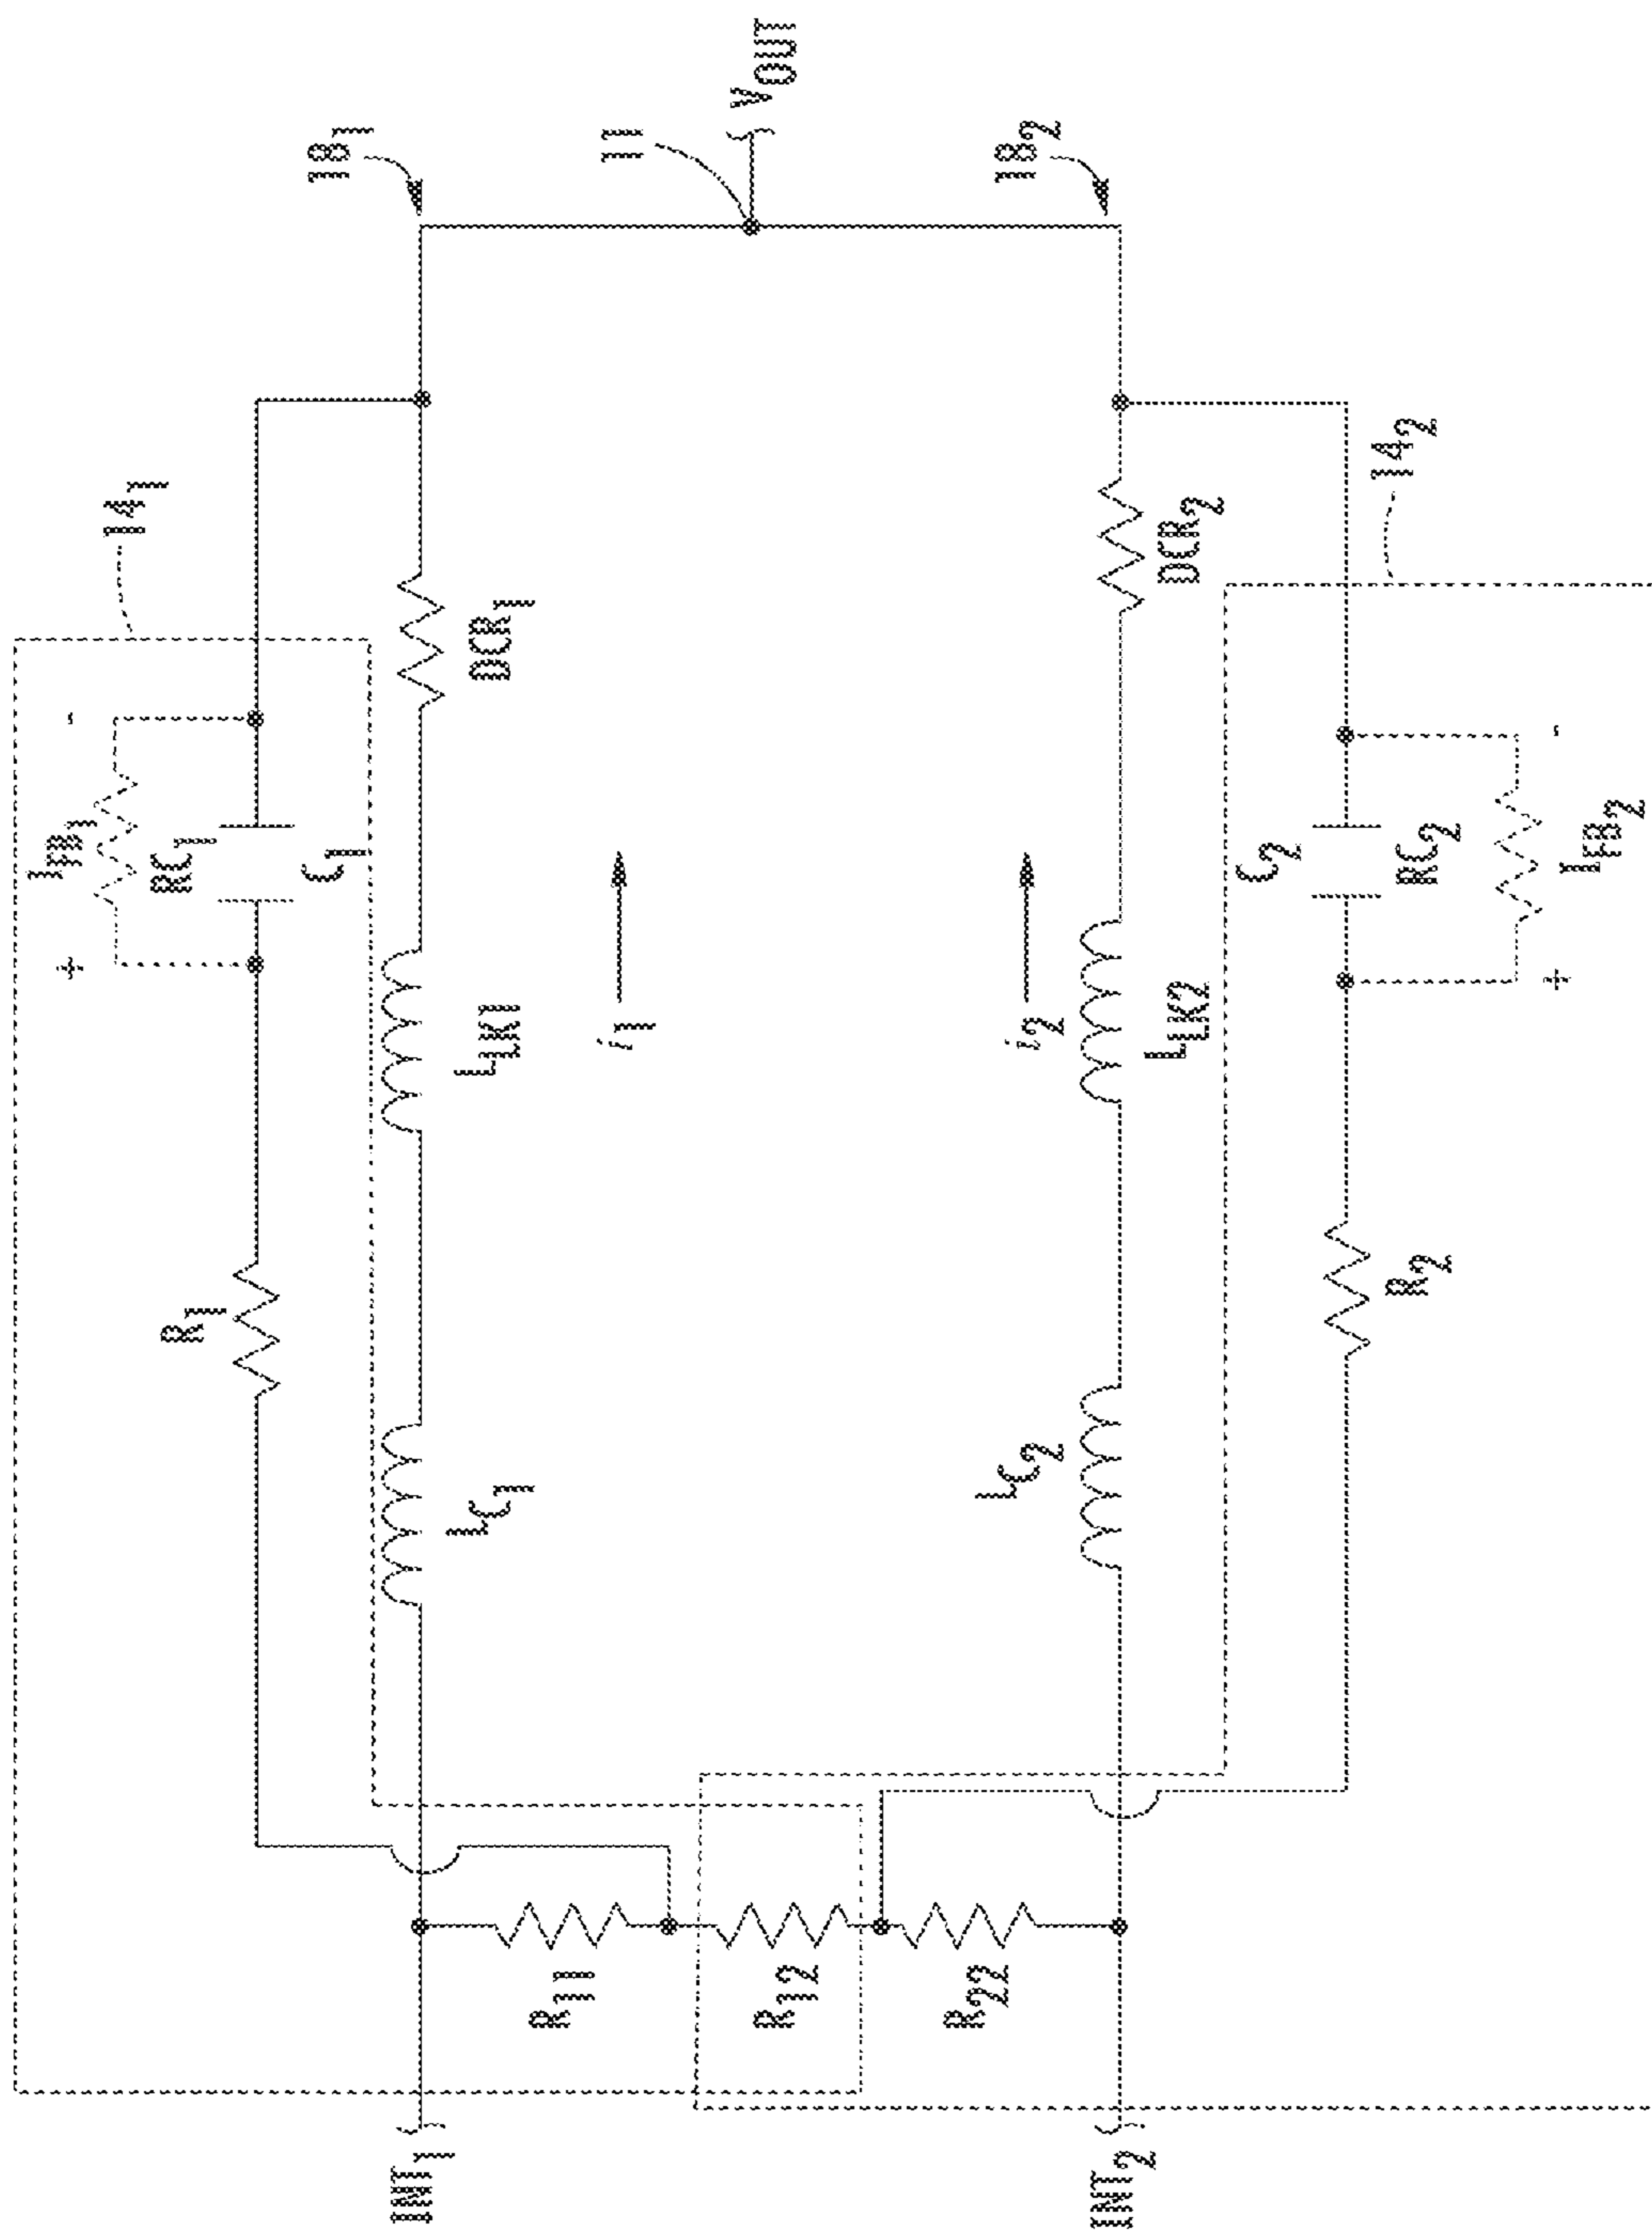 14₁
18₁
I_FB₁
+
-
RC₁
C₁
R₁
L_C₁
L_LK1
DCR₁
i₁
11
V_OUT
INT₁
R₁₁
R₁₂
R₂₂
INT₂
i₂
18₂
L_C₂
L_LK2
DCR₂
14₂
C₂
RC₂
R₂
I_FB₂
+
-